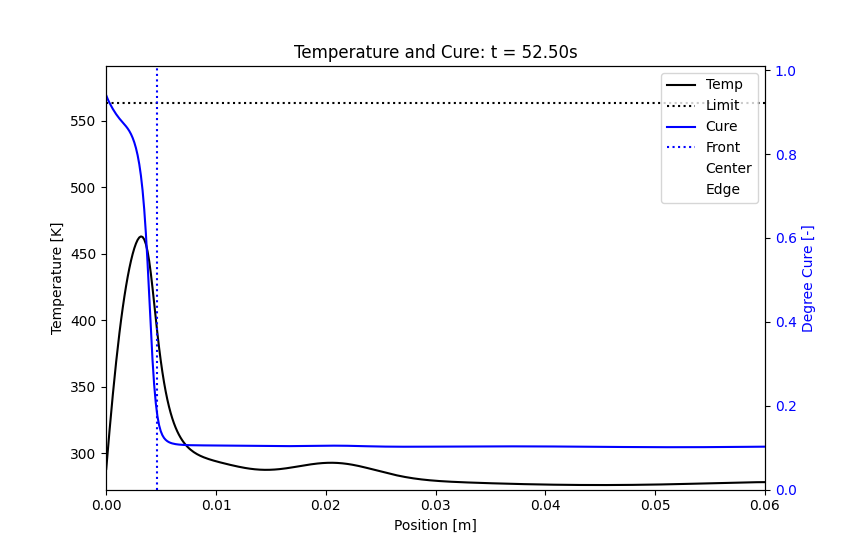 Temperature and Cure: t = 52.50s
Temp
Limit
Cure
Front
Center
Edge
Temperature [K]
550
500
450
400
350
300
1.0
0.8
0.6
0.4
0.2
0.0
Degree Cure [-]
0.00 0.01 0.02 0.03 0.04 0.05 0.06
Position [m]